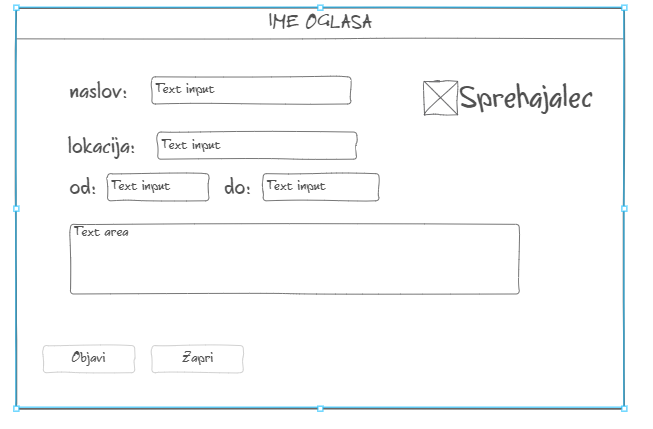 IME OGLASA
naslov: Text input
Sprehajalec
lokacija: Text input
od: Text input do: Text input
Text area
Objavi Zapri